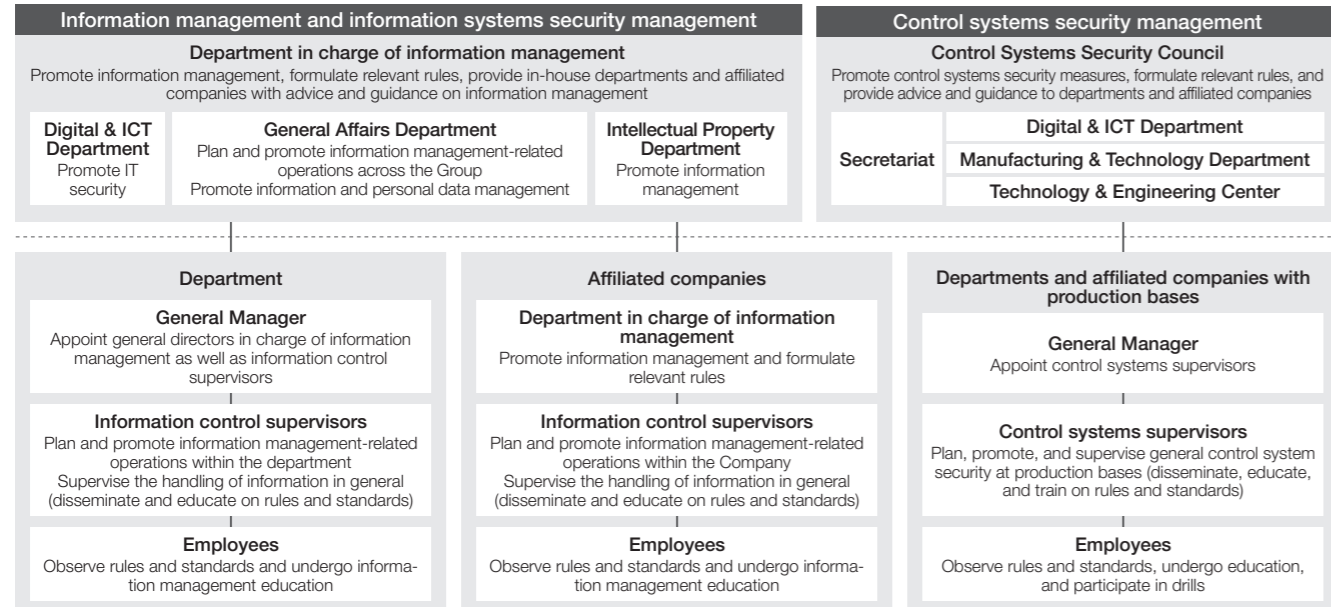 Information management and information systems security management
Department in charge of information management
Promote information management, formulate relevant rules, provide in-house departments and affiliated
companies with advice and guidance on information management
Digital & ICT
Department
Promote IT
security
General Affairs Department
Plan and promote information management-related
operations across the Group
Promote information and personal data management
Intellectual Property
Department
Promote information
management
Control systems security management
Control Systems Security Council
Promote control systems security measures, formulate relevant rules, and
provide advice and guidance to departments and affiliated companies
Secretariat
Digital & ICT Department
Manufacturing & Technology Department
Technology & Engineering Center
Department
General Manager
Appoint general directors in charge of information
management as well as information control
supervisors
Information control supervisors
Plan and promote information management-related
operations within the department
Supervise the handling of information in general
(disseminate and educate on rules and standards)
Employees
Observe rules and standards and undergo informa-
tion management education
Affiliated companies
Department in charge of information
management
Promote information management and formulate
relevant rules
Information control supervisors
Plan and promote information management-related
operations within the Company
Supervise the handling of information in general
(disseminate and educate on rules and standards)
Employees
Observe rules and standards and undergo informa-
tion management education
Departments and affiliated companies with
production bases
General Manager
Appoint control systems supervisors
Control systems supervisors
Plan, promote, and supervise general control system
security at production bases (disseminate, educate,
and train on rules and standards)
Employees
Observe rules and standards, undergo education,
and participate in drills